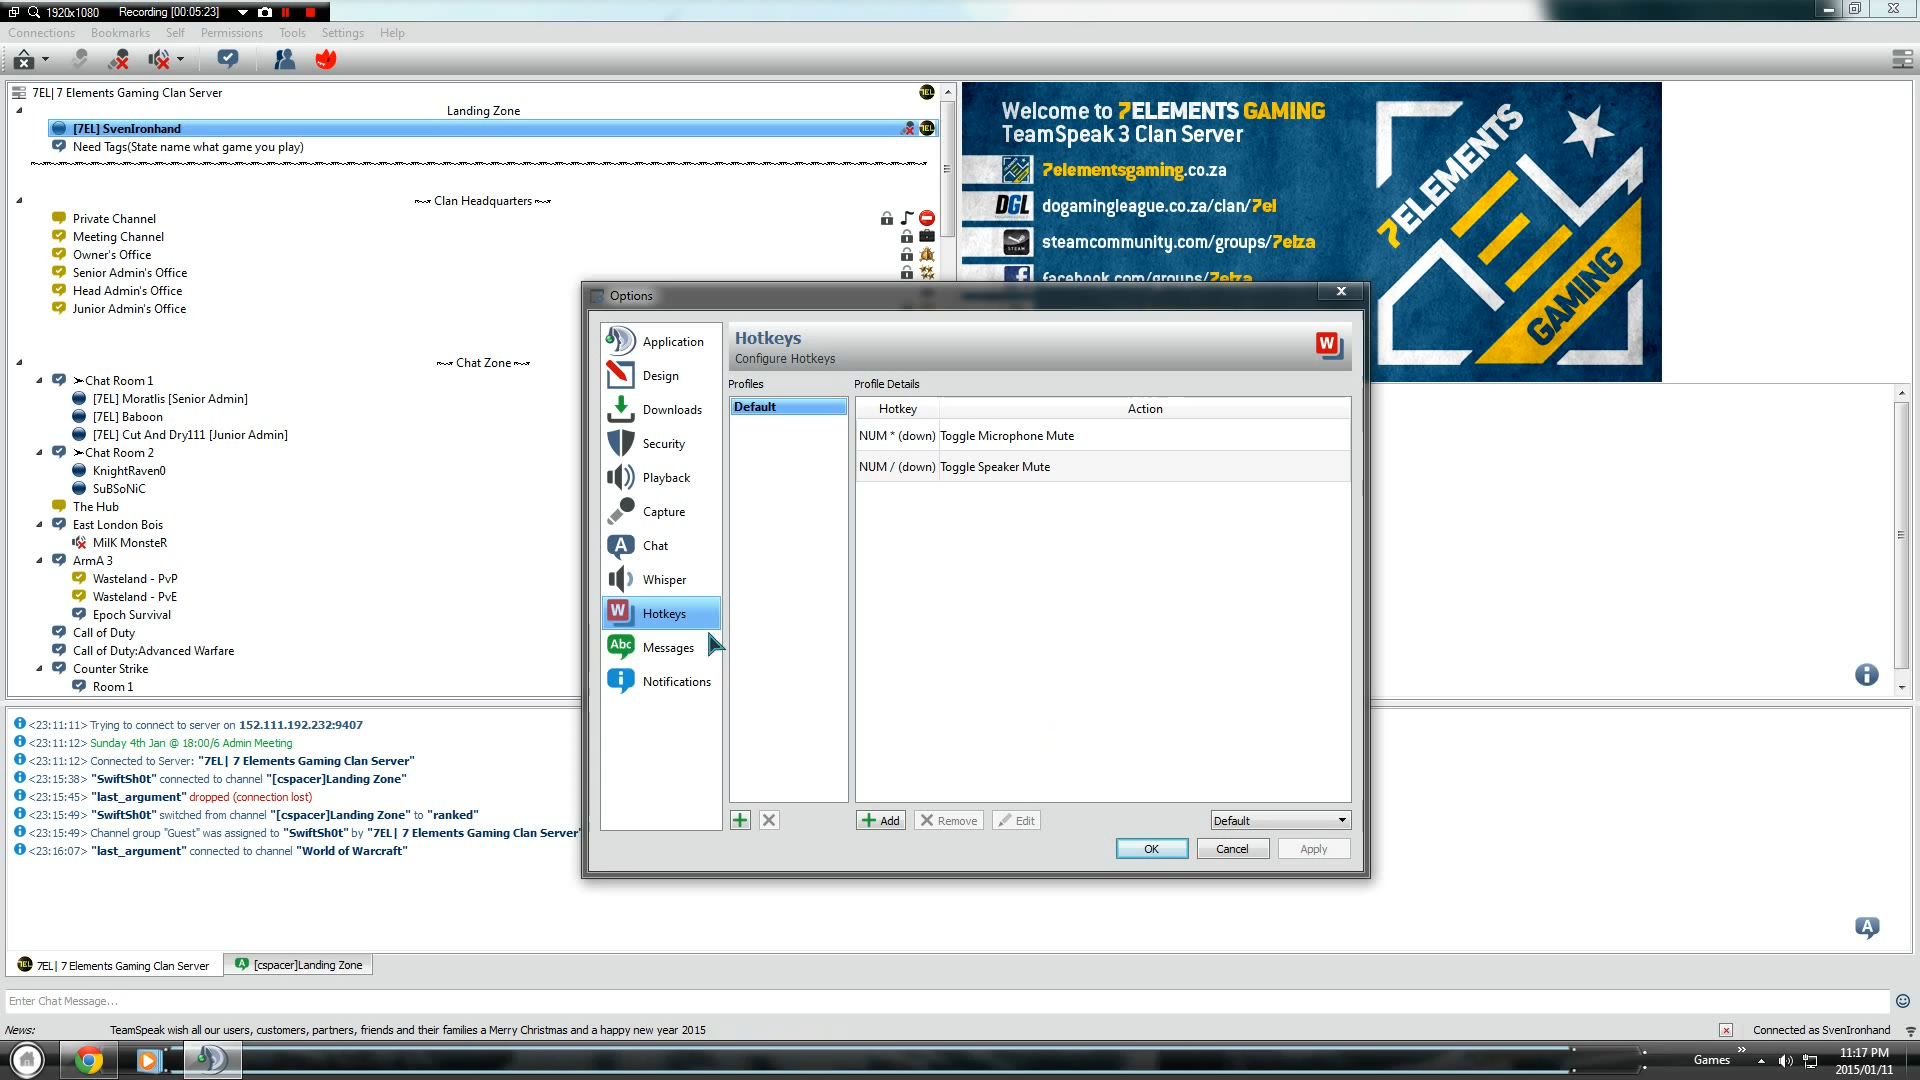 1920x1080 Recording [00:05:23]
Connections Bookmarks Self Permissions Tools Settings Help
7EL| 7 Elements Gaming Clan Server
7EL
Landing Zone
[7EL] SvenIronhand
7EL
Need Tags(State name what game you play)
Clan Headquarters
Private Channel
Meeting Channel
Owner's Office
Senior Admin's Office
Head Admin's Office
Junior Admin's Office
Chat Zone
➣Chat Room 1
[7EL] Moratlis [Senior Admin]
[7EL] Baboon
[7EL] Cut And Dry111 [Junior Admin]
➣Chat Room 2
KnightRaven0
SuBSoNiC
The Hub
East London Bois
MilK MonsteR
ArmA 3
Wasteland - PvP
Wasteland - PvE
Epoch Survival
Call of Duty
Call of Duty:Advanced Warfare
Counter Strike
Room 1
Welcome to 7ELEMENTS GAMING
TeamSpeak 3 Clan Server
7elementsgaming.co.za
DGL dogamingleague.co.za/clan/7el
STEAM steamcommunity.com/groups/7elza
facebook.com/groups/7elza
7ELEMENTS
GAMING
Options
Application
Design
Downloads
Security
Playback
Capture
Chat
Whisper
W Hotkeys
Abc Messages
Notifications
Hotkeys
Configure Hotkeys
W
Profiles
Default
Profile Details
Hotkey Action
NUM * (down) Toggle Microphone Mute
NUM / (down) Toggle Speaker Mute
Add Remove Edit Default
OK Cancel Apply
<23:11:11> Trying to connect to server on 152.111.192.232:9407
<23:11:12> Sunday 4th Jan @ 18:00/6 Admin Meeting
<23:11:12> Connected to Server: "7EL| 7 Elements Gaming Clan Server"
<23:15:38> "SwiftSh0t" connected to channel "[cspacer]Landing Zone"
<23:15:45> "last_argument" dropped (connection lost)
<23:15:49> "SwiftSh0t" switched from channel "[cspacer]Landing Zone" to "ranked"
<23:15:49> Channel group "Guest" was assigned to "SwiftSh0t" by "7EL| 7 Elements Gaming Clan Server"
<23:16:07> "last_argument" connected to channel "World of Warcraft"
7EL 7EL| 7 Elements Gaming Clan Server
[cspacer]Landing Zone
Enter Chat Message...
News: TeamSpeak wish all our users, customers, partners, friends and their families a Merry Christmas and a happy new year 2015
Connected as SvenIronhand
Games
11:17 PM
2015/01/11